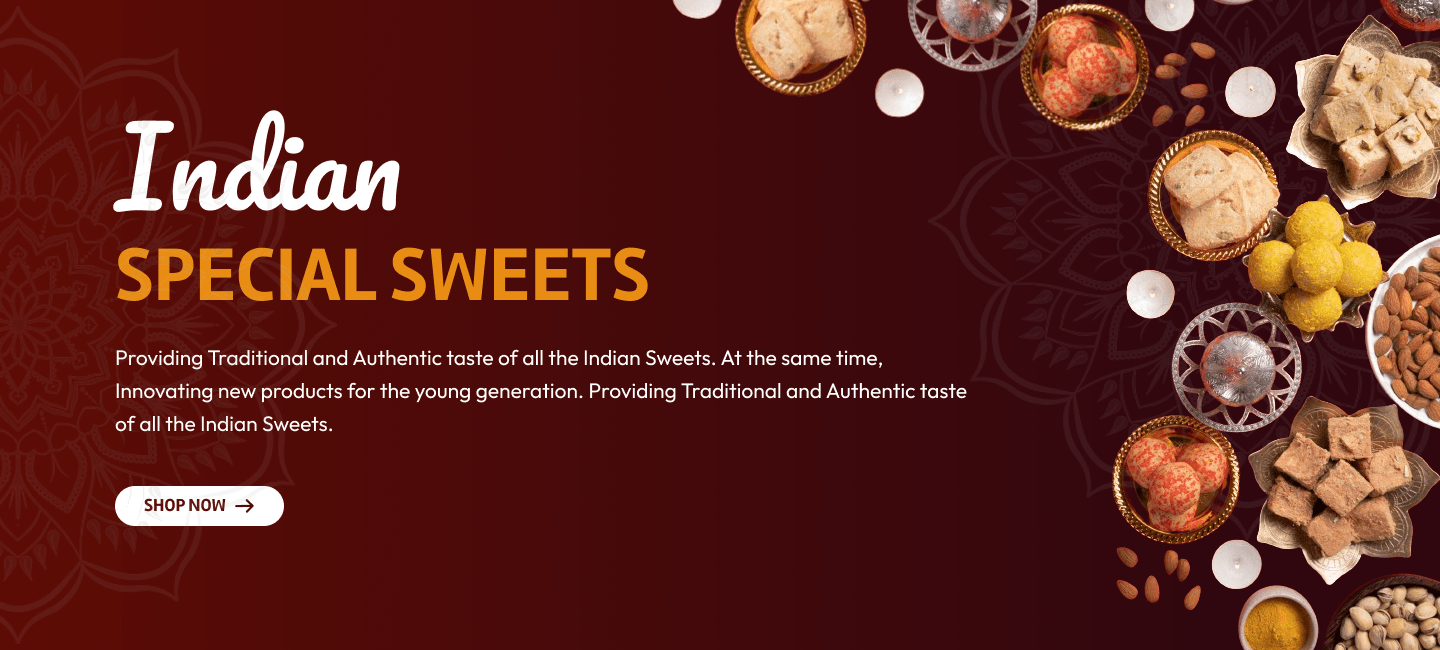 Indian
SPECIAL SWEETS
Providing Traditional and Authentic taste of all the Indian Sweets. At the same time,
Innovating new products for the young generation. Providing Traditional and Authentic taste
of all the Indian Sweets.
SHOP NOW →